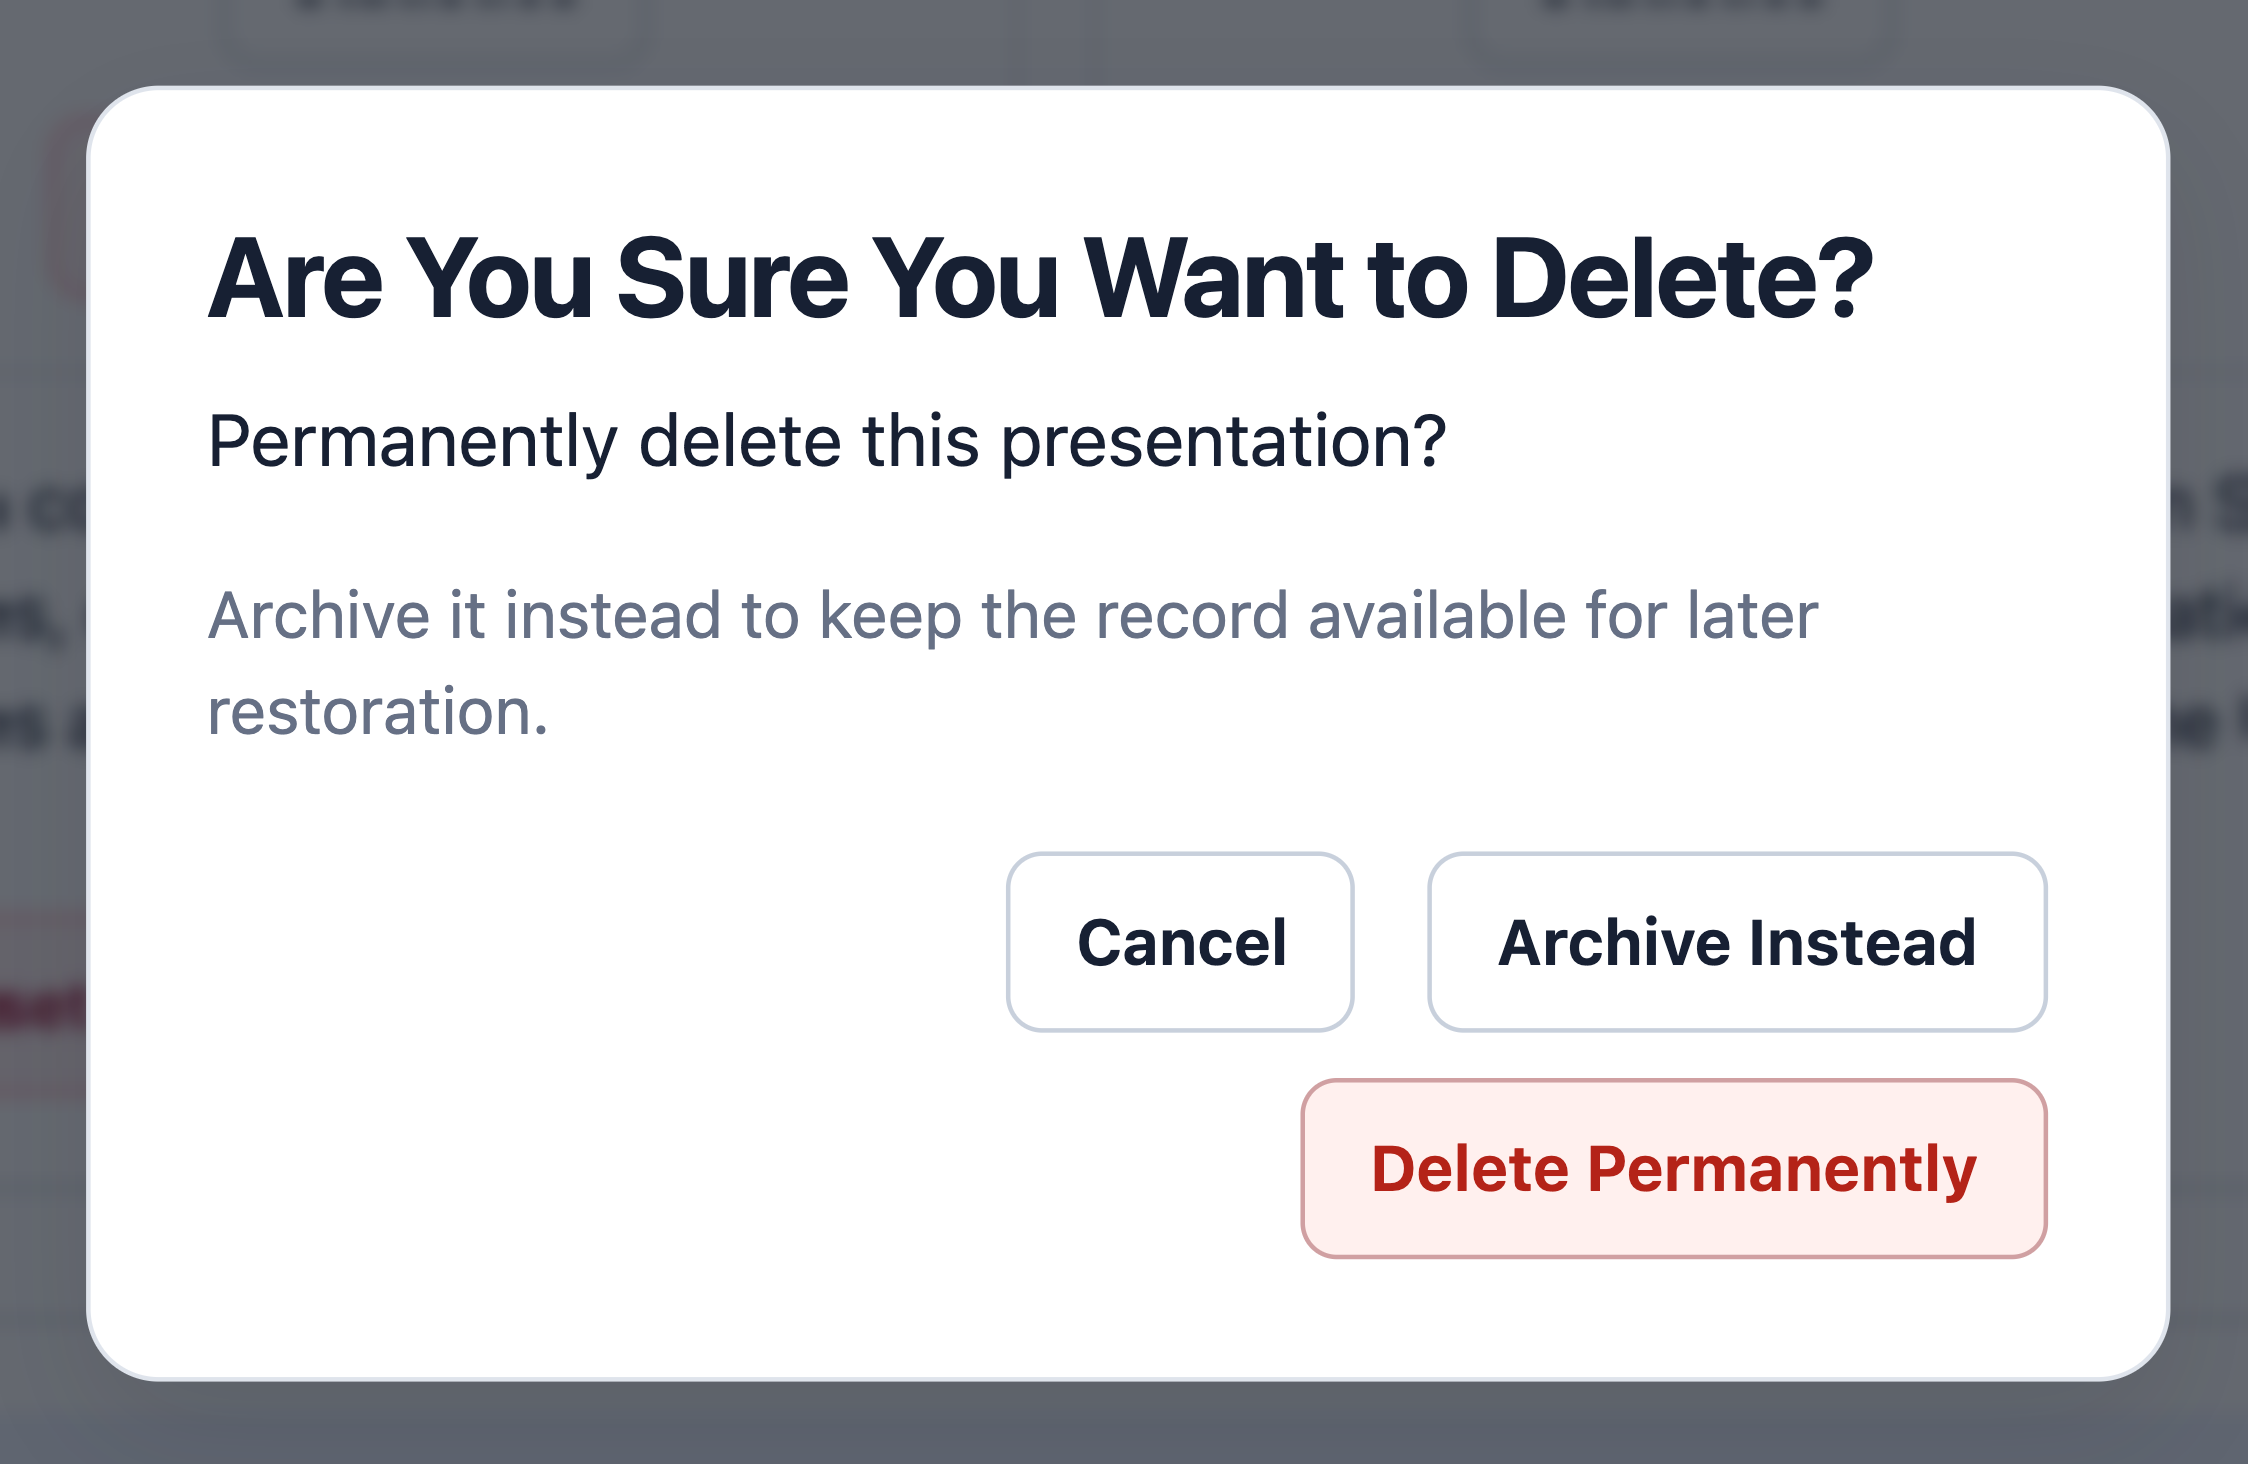 Are You Sure You Want to Delete?
Permanently delete this presentation?
Archive it instead to keep the record available for later
restoration.
Cancel
Archive Instead
Delete Permanently